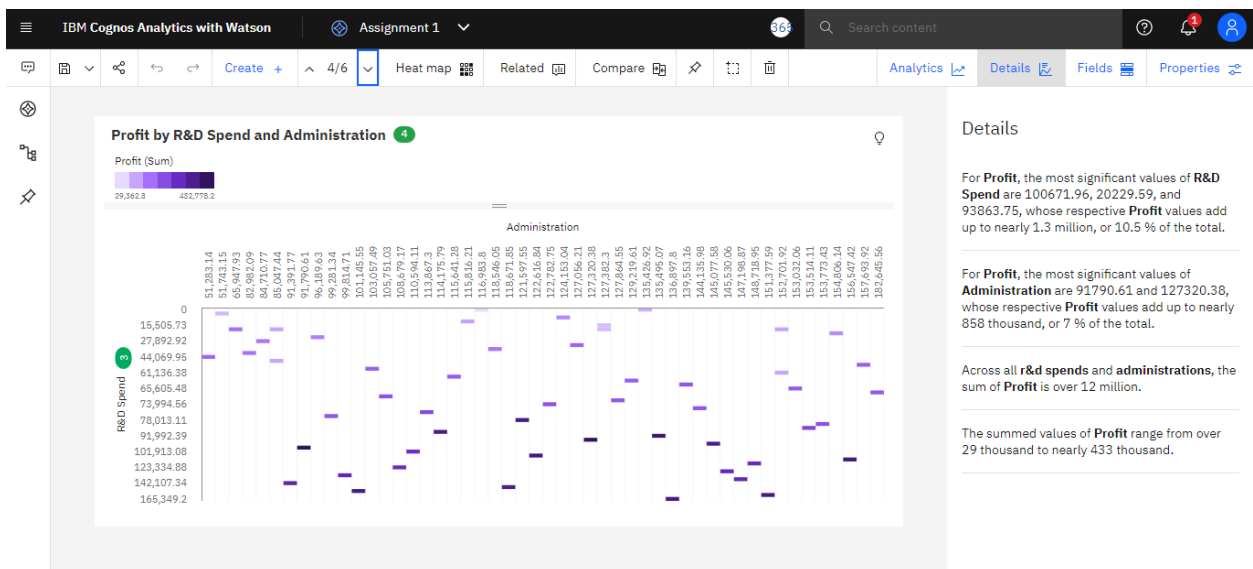 IBM Cognos Analytics with Watson
Assignment 1
365
Search content
1
Create +
4/6
Heat map
Related
Compare
Analytics
Details
Fields
Properties
Profit by R&D Spend and Administration 4
Profit (Sum)
29,362.8 432,778.2
Administration
51,283.14
51,743.15
65,947.93
82,982.09
84,710.77
85,047.44
91,391.77
91,790.61
96,189.63
99,281.34
99,814.71
101,145.55
103,057.49
105,751.03
108,679.17
110,594.11
113,867.3
114,175.79
115,641.28
115,816.21
116,983.8
118,546.05
118,671.85
121,597.55
122,616.84
122,782.75
124,153.04
127,056.21
127,320.38
127,382.3
127,864.55
129,219.61
135,426.92
135,495.07
136,897.8
139,553.16
144,135.98
145,077.58
145,530.06
147,198.87
148,718.95
151,377.59
152,701.92
153,032.06
153,514.11
153,773.43
154,806.14
156,547.42
157,693.92
182,645.56
R&D Spend 3
0
15,505.73
27,892.92
44,069.95
61,136.38
65,605.48
73,994.56
78,013.11
91,992.39
101,913.08
123,334.88
142,107.34
165,349.2
Details
For Profit, the most significant values of R&D
Spend are 100671.96, 20229.59, and
93863.75, whose respective Profit values add
up to nearly 1.3 million, or 10.5 % of the total.
For Profit, the most significant values of
Administration are 91790.61 and 127320.38,
whose respective Profit values add up to nearly
858 thousand, or 7 % of the total.
Across all r&d spends and administrations, the
sum of Profit is over 12 million.
The summed values of Profit range from over
29 thousand to nearly 433 thousand.